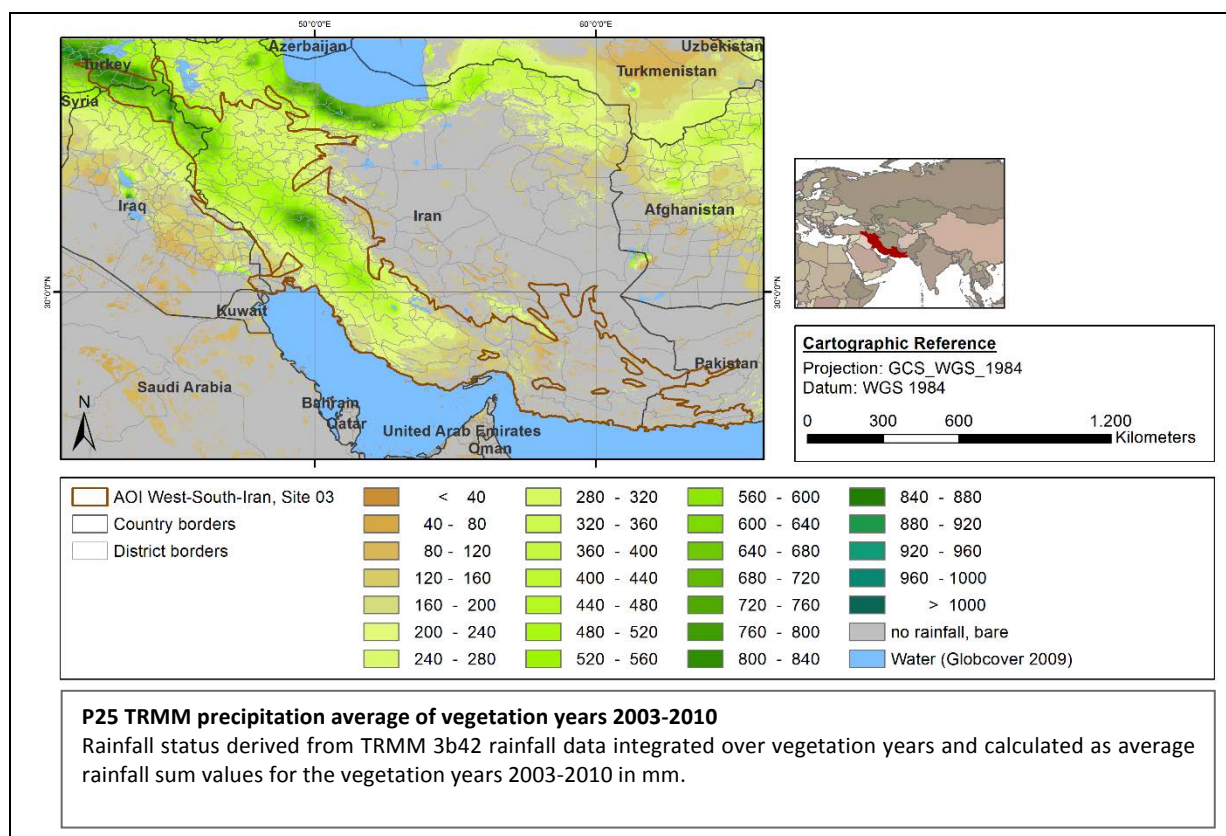 50°0'0"E 60°0'0"E
Azerbaijan Uzbekistan
Turkey Turkmenistan
Syria
Iraq Iran Afghanistan
30°0'0"N 30°0'0"N
Kuwait
Pakistan
Saudi Arabia
Bahrain
Qatar
United Arab Emirates
Oman
N
Cartographic Reference
Projection: GCS_WGS_1984
Datum: WGS 1984
0 300 600 1.200
Kilometers
AOI West-South-Iran, Site 03
Country borders
District borders
< 40
40 - 80
80 - 120
120 - 160
160 - 200
200 - 240
240 - 280
280 - 320
320 - 360
360 - 400
400 - 440
440 - 480
480 - 520
520 - 560
560 - 600
600 - 640
640 - 680
680 - 720
720 - 760
760 - 800
800 - 840
840 - 880
880 - 920
920 - 960
960 - 1000
> 1000
no rainfall, bare
Water (Globcover 2009)
P25 TRMM precipitation average of vegetation years 2003-2010
Rainfall status derived from TRMM 3b42 rainfall data integrated over vegetation years and calculated as average
rainfall sum values for the vegetation years 2003-2010 in mm.